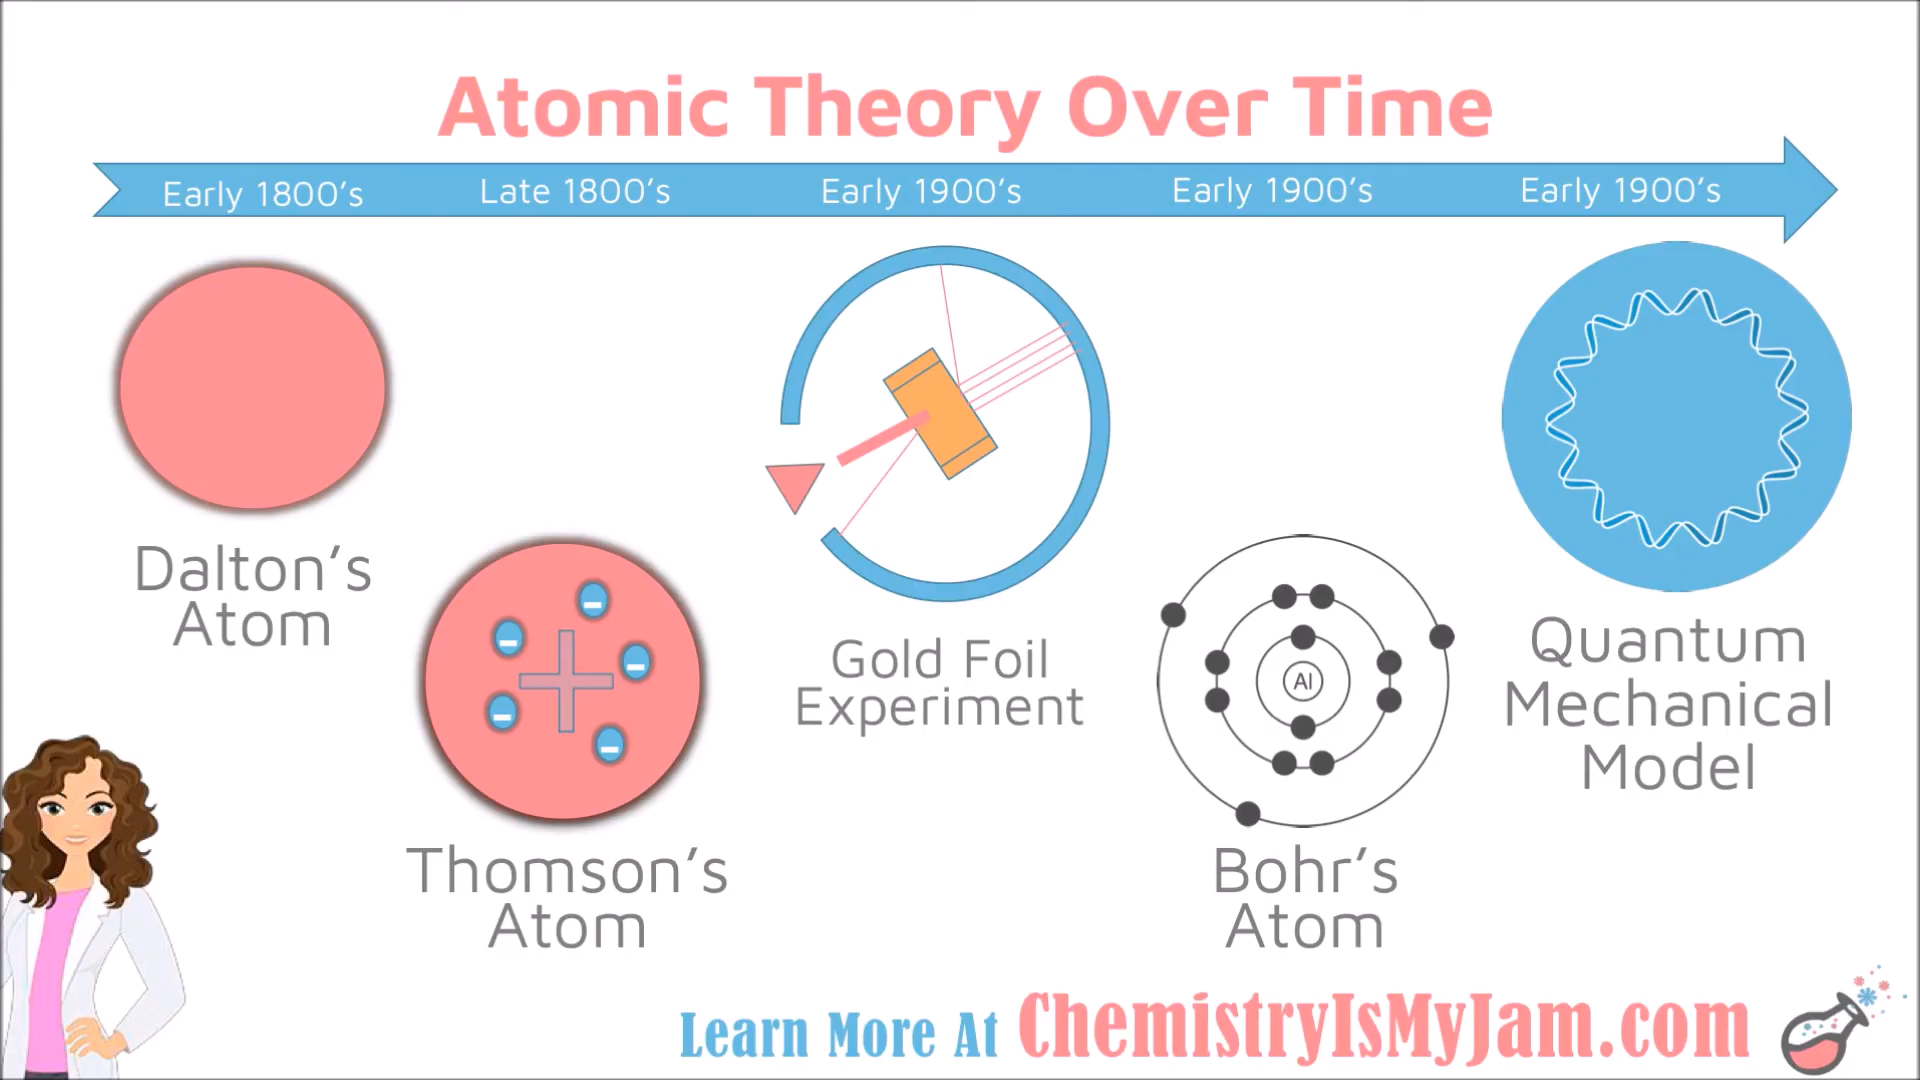 Atomic Theory Over Time
Early 1800's
Late 1800's
Early 1900's
Early 1900's
Early 1900's
Dalton's
Atom
Thomson's
Atom
Gold Foil
Experiment
Al
Bohr's
Atom
Quantum
Mechanical
Model
Learn More At ChemistryIsMyJam.com